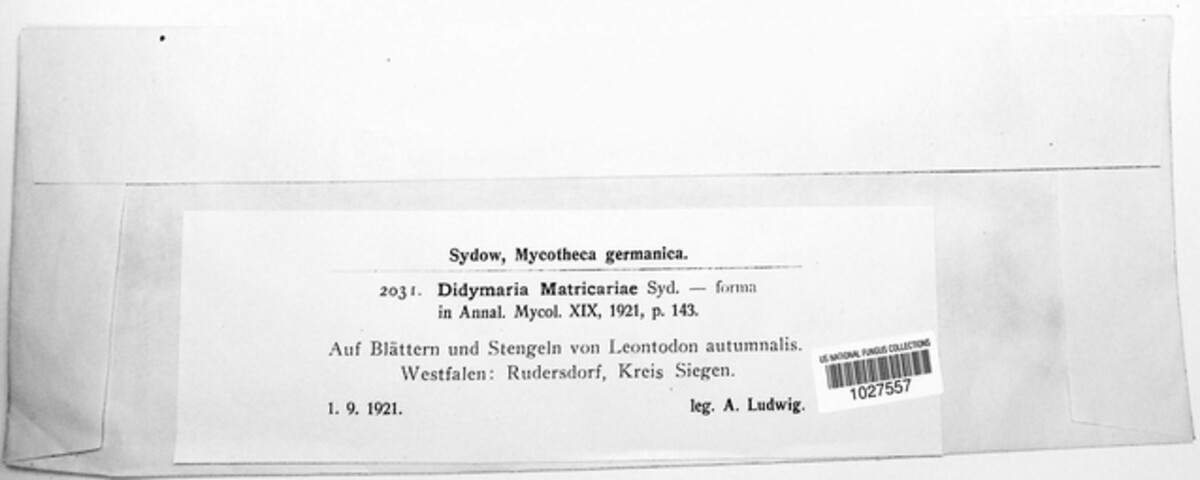 Sydow, Mycotheca germanica.
2031. Didymaria Matricariae Syd. — forma
in Annal. Mycol. XIX, 1921, p. 143.
Auf Blättern und Stengeln von Leontodon autumnalis.
Westfalen: Rudersdorf, Kreis Siegen.
1. 9. 1921. leg. A. Ludwig.
US NATIONAL FUNGUS COLLECTIONS
1027557